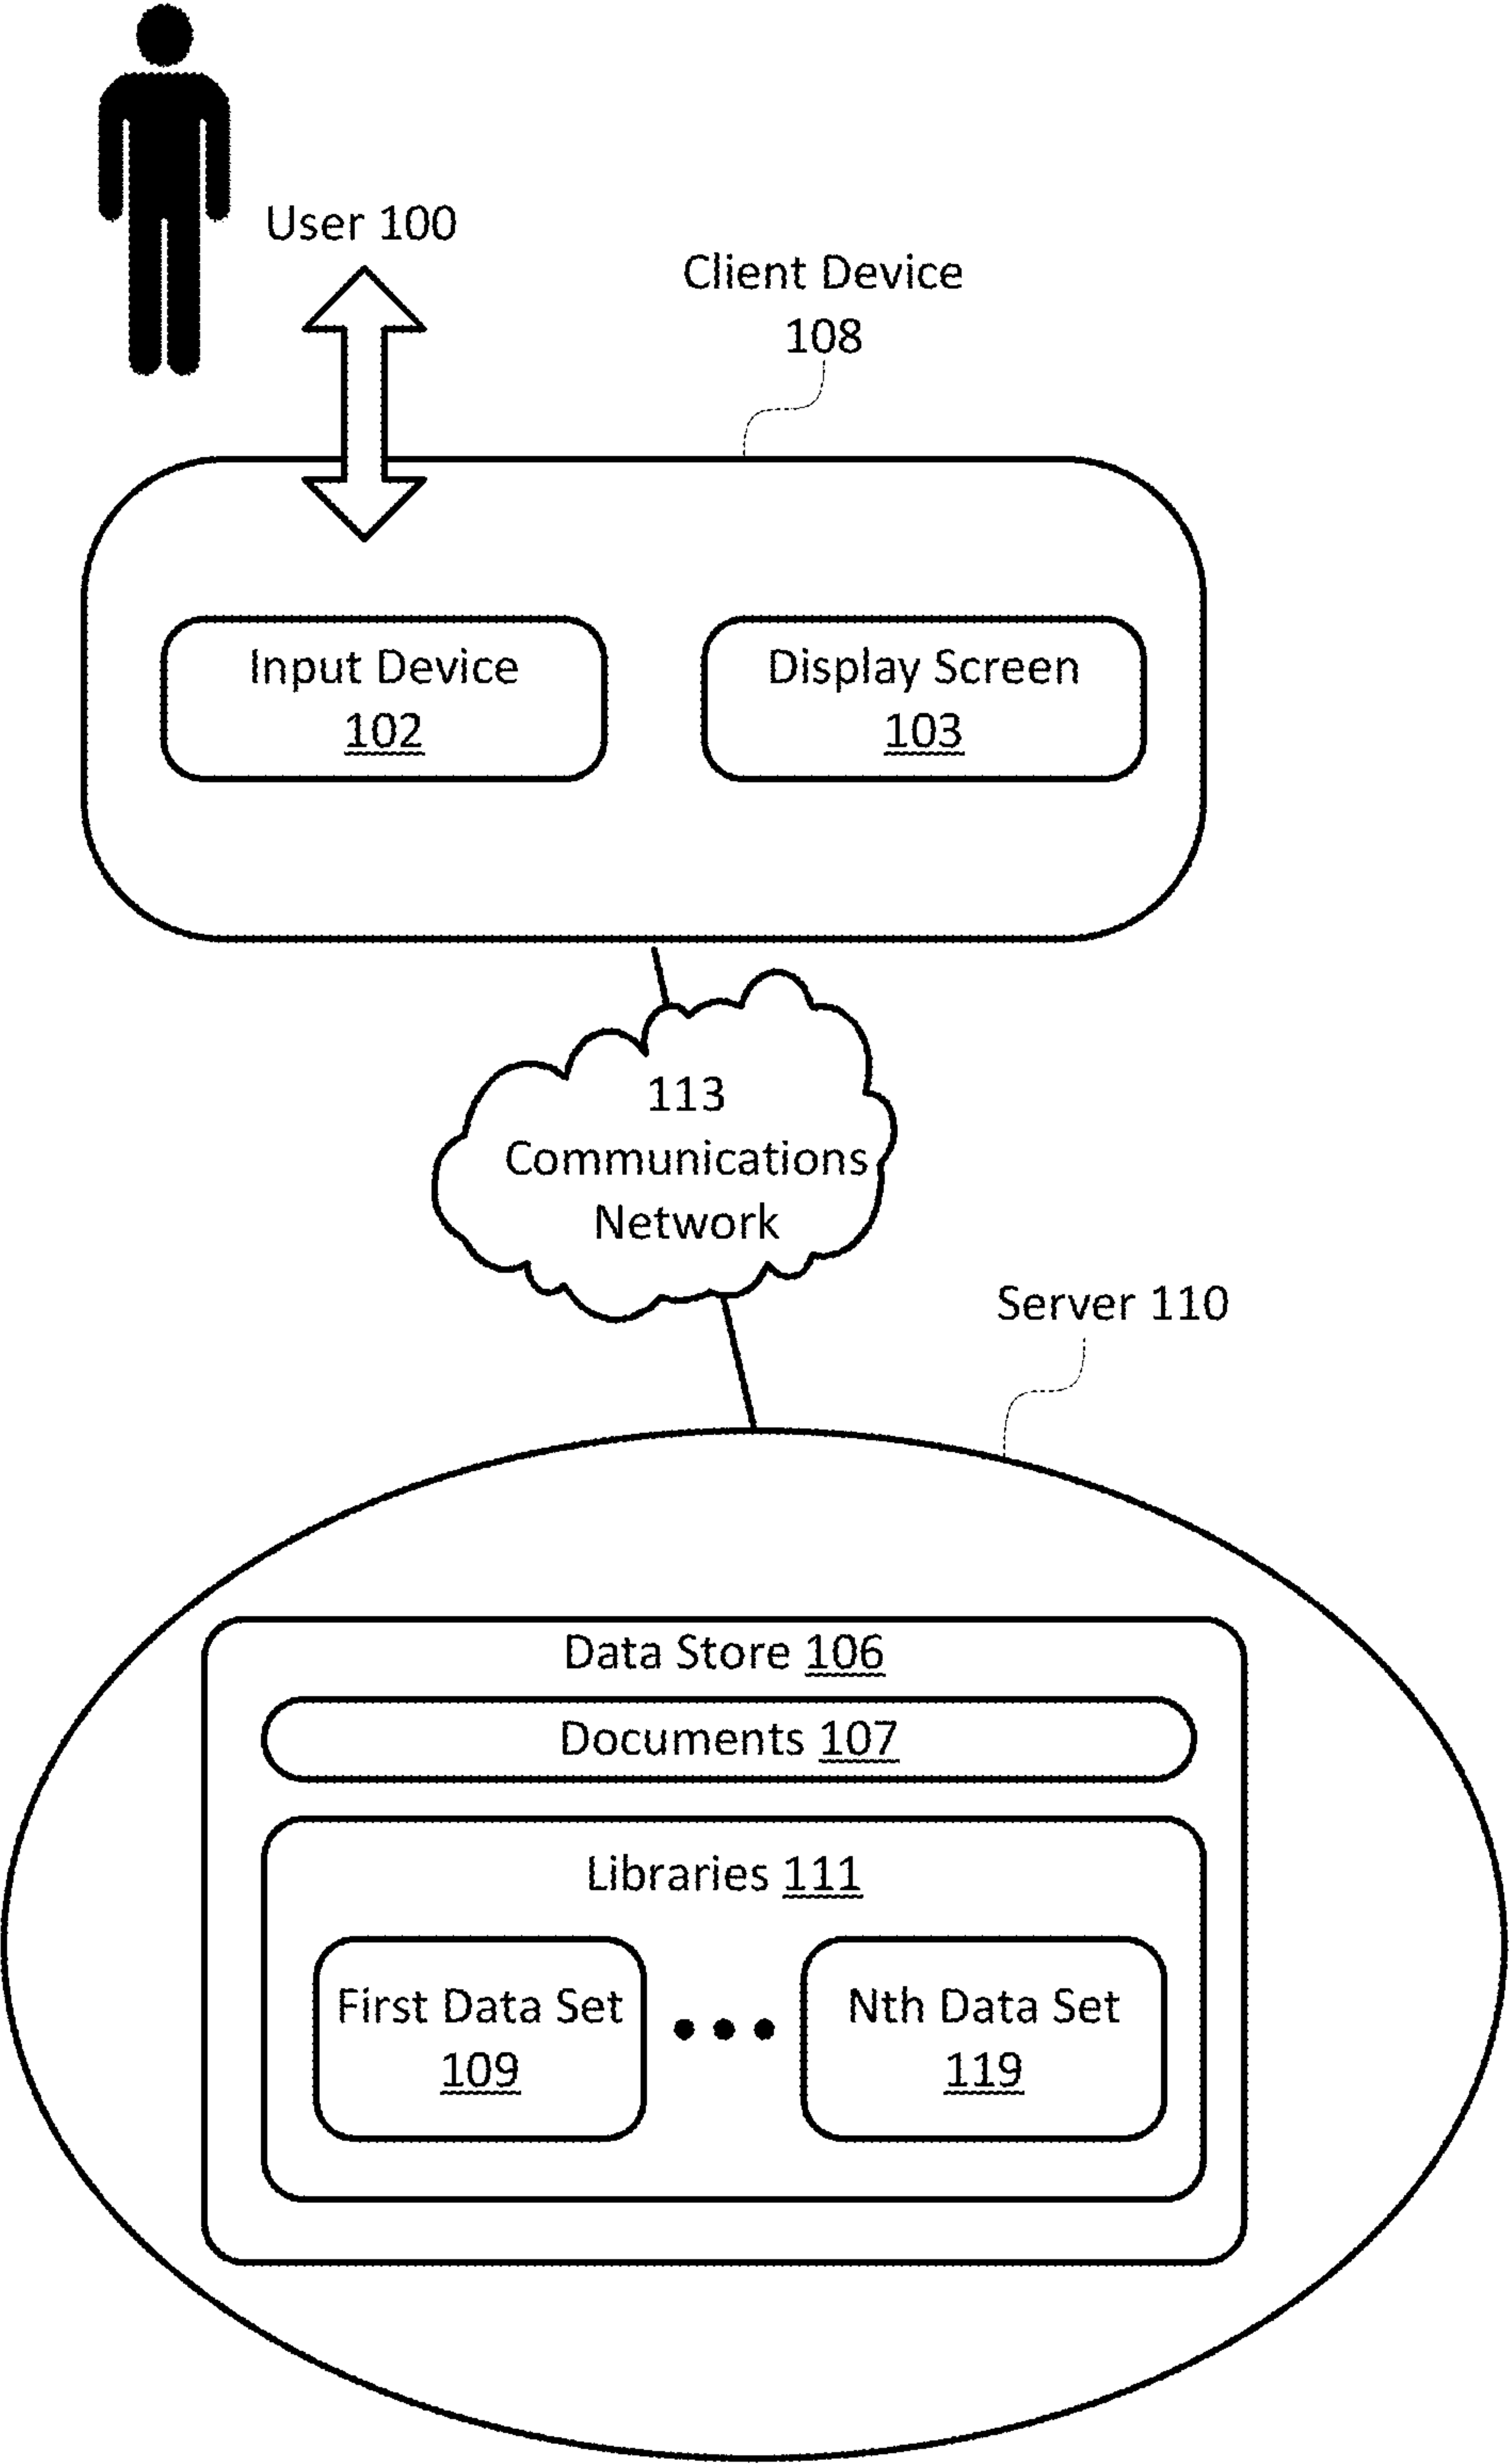 User 100
Client Device
108
Input Device
102
Display Screen
103
113
Communications
Network
Server 110
Data Store 106
Documents 107
Libraries 111
First Data Set
109
Nth Data Set
119